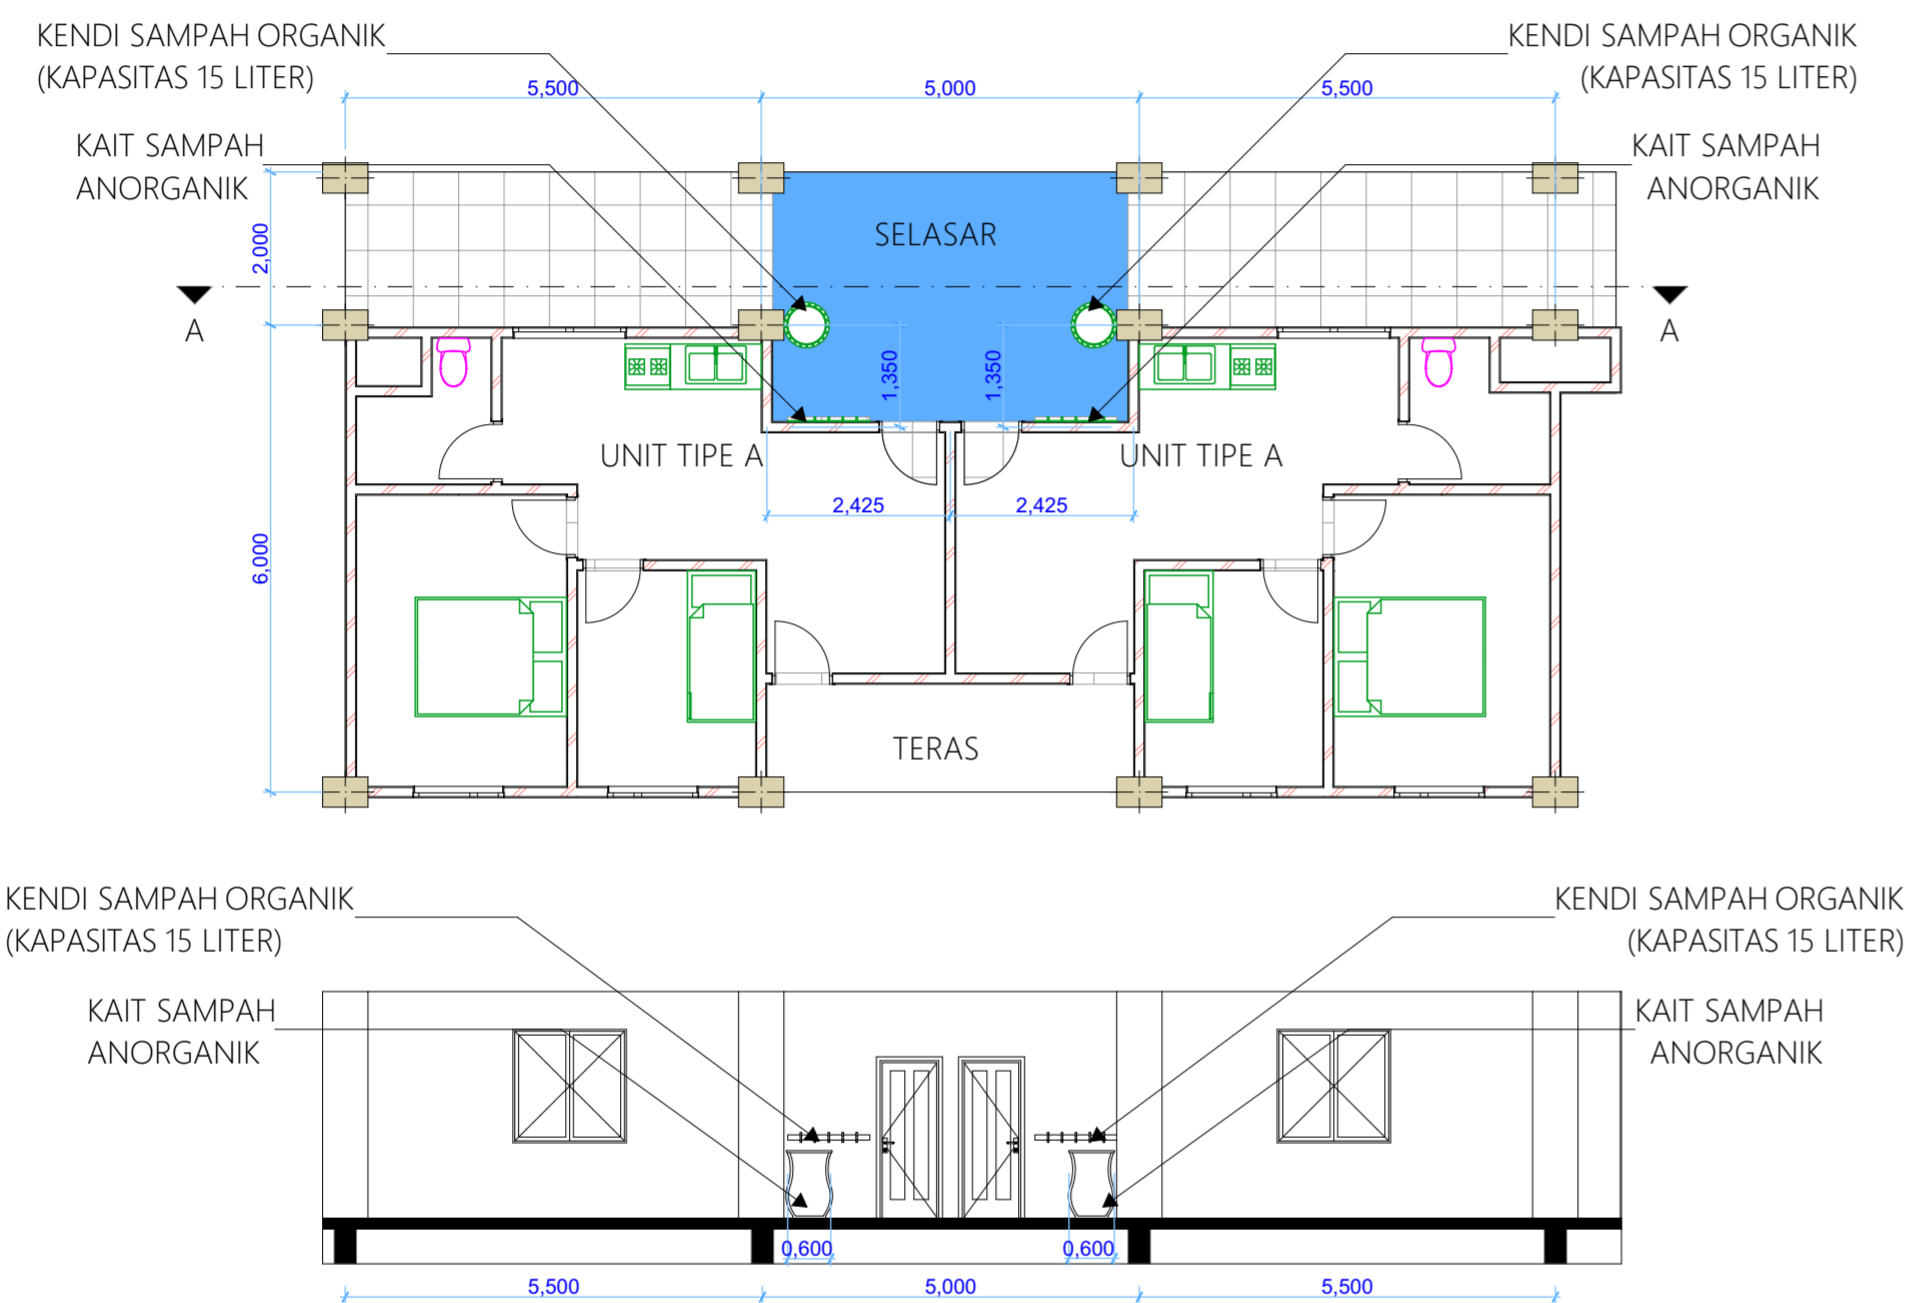 KENDI SAMPAH ORGANIK
(KAPASITAS 15 LITER)
KENDI SAMPAH ORGANIK
(KAPASITAS 15 LITER)
5,500
5,000
5,500
KAIT SAMPAH
ANORGANIK
KAIT SAMPAH
ANORGANIK
SELASAR
2,000
A
A
1,350
1,350
UNIT TIPE A
UNIT TIPE A
2,425
2,425
6,000
TERAS
KENDI SAMPAH ORGANIK
(KAPASITAS 15 LITER)
KENDI SAMPAH ORGANIK
(KAPASITAS 15 LITER)
KAIT SAMPAH
ANORGANIK
KAIT SAMPAH
ANORGANIK
0,600
0,600
5,500
5,000
5,500